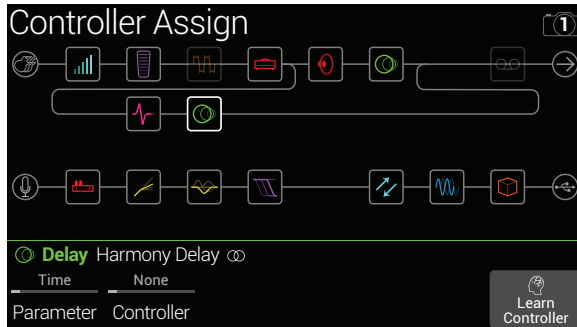 Controller Assign
1
Delay Harmony Delay
Time None
Parameter Controller
Learn
Controller